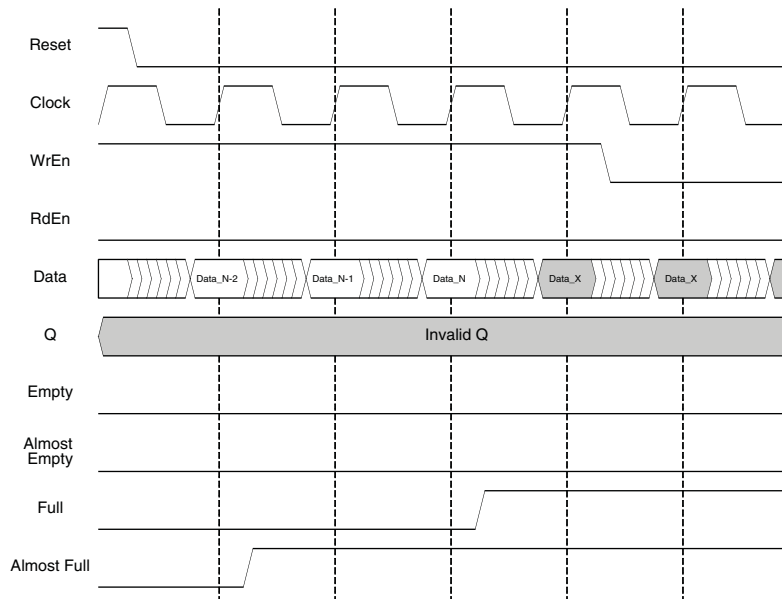 Reset
Clock
WrEn
RdEn
Data
Data_N-2
Data_N-1
Data_N
Data_X
Data_X
Q
Invalid Q
Empty
Almost
Empty
Full
Almost Full